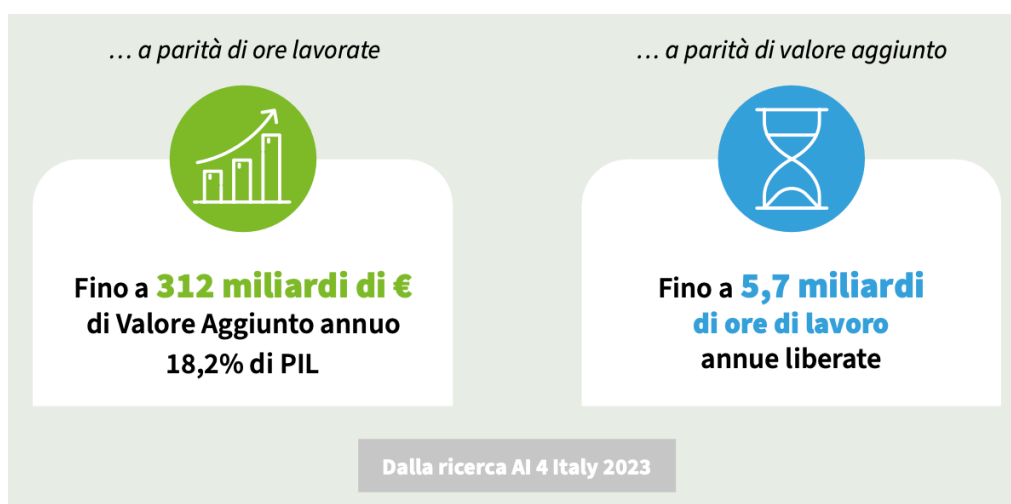 … a parità di ore lavorate
Fino a 312 miliardi di €
di Valore Aggiunto annuo
18,2% di PIL
… a parità di valore aggiunto
Fino a 5,7 miliardi
di ore di lavoro
annue liberate
Dalla ricerca AI 4 Italy 2023